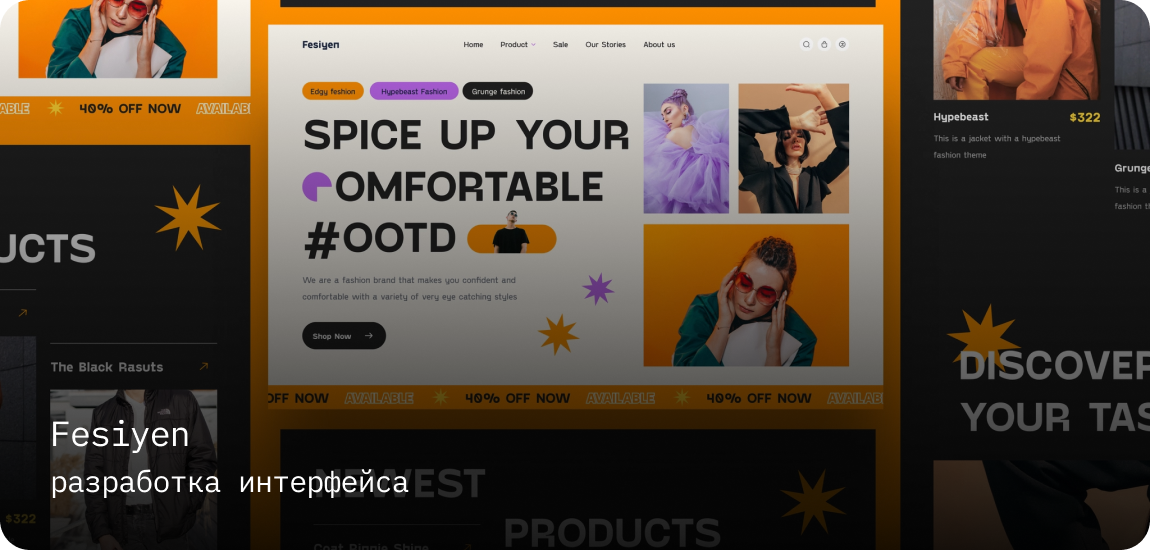 ABLE 40% OFF NOW AVAILAB
UCTS
The Black Rasuts
$322
Fesiyen
Home Product Sale Our Stories About us
Edgy feshion Hypebeast Fashion Grunge fashion
SPICE UP YOUR
OMFORTABLE
#OOTD
We are a fashion brand that makes you confident and
comfortable with a variety of very eye catching styles
Shop Now
OFF NOW AVAILABLE 40% OFF NOW AVAILABLE 40% OFF NOW AVAILAB
NEWEST
PRODUCTS
Hypebeast $322
This is a jacket with a hypebeast
fashion theme
Grunge
This is a
fashion th
DISCOVER
YOUR TAS
Fesiyen
разработка интерфейса